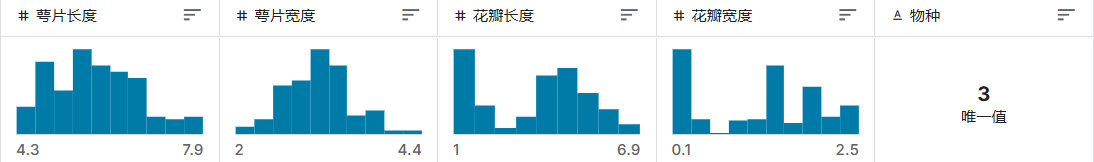 # 萼片长度
# 萼片宽度
# 花瓣长度
# 花瓣宽度
A 物种
4.3 7.9
2 4.4
1 6.9
0.1 2.5
3
唯一值